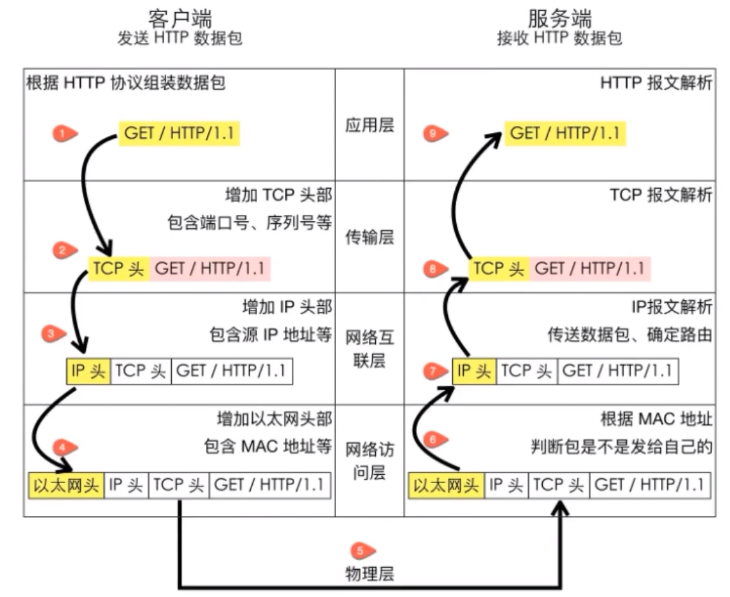 客户端
发送 HTTP 数据包
服务端
接收 HTTP 数据包
根据 HTTP 协议组装数据包
1
GET / HTTP/1.1
应用层
HTTP 报文解析
9
GET / HTTP/1.1
增加 TCP 头部
包含端口号、序列号等
2
TCP 头 GET / HTTP/1.1
传输层
TCP 报文解析
8
TCP 头 GET / HTTP/1.1
增加 IP 头部
包含源 IP 地址等
3
IP 头 TCP 头 GET / HTTP/1.1
网络互
联层
IP报文解析
传送数据包、确定路由
7
IP 头 TCP 头 GET / HTTP/1.1
增加以太网头部
包含 MAC 地址等
4
以太网头 IP 头 TCP 头 GET / HTTP/1.1
网络访
问层
根据 MAC 地址
判断包是不是发给自己的
6
以太网头 IP 头 TCP 头 GET / HTTP/1.1
5
物理层